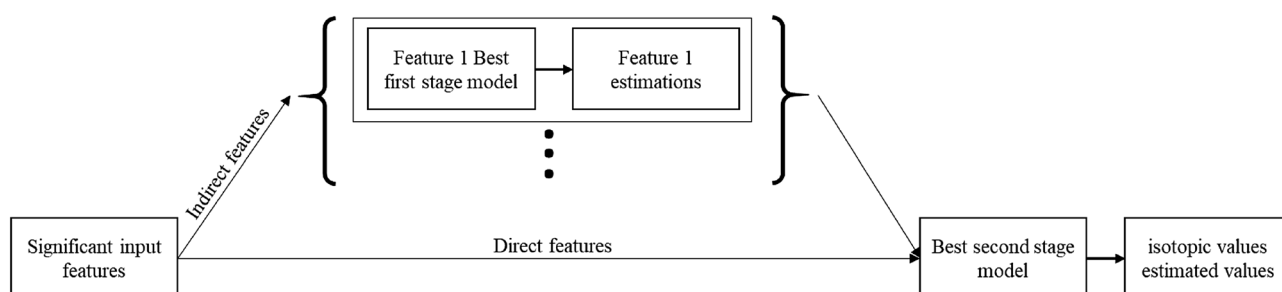 Feature 1 Best
first stage model
Feature 1
estimations
Indirect features
Significant input
features
Direct features
Best second stage
model
isotopic values
estimated values